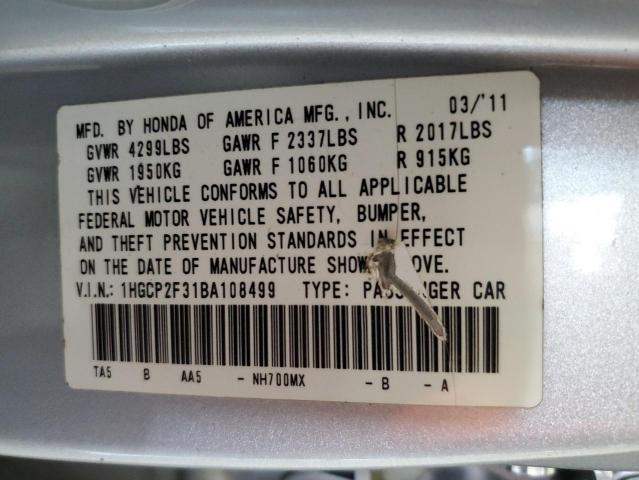 MFD. BY HONDA OF AMERICA MFG., INC. 03/'11
GVWR 4299LBS GAWR F 2337LBS R 2017LBS
GVWR 1950KG GAWR F 1060KG R 915KG
THIS VEHICLE CONFORMS TO ALL APPLICABLE
FEDERAL MOTOR VEHICLE SAFETY, BUMPER,
AND THEFT PREVENTION STANDARDS IN EFFECT
ON THE DATE OF MANUFACTURE SHOWN ABOVE.
V.I.N.: 1HGCP2F31BA108499 TYPE: PASSENGER CAR
TA5 B AA5 - NH700MX - B - A